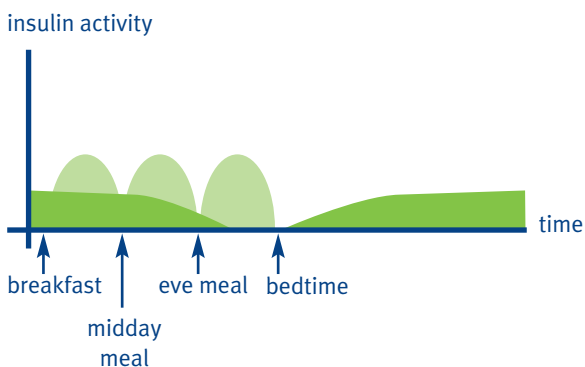 insulin activity
time
breakfast
eve meal
bedtime
midday
meal